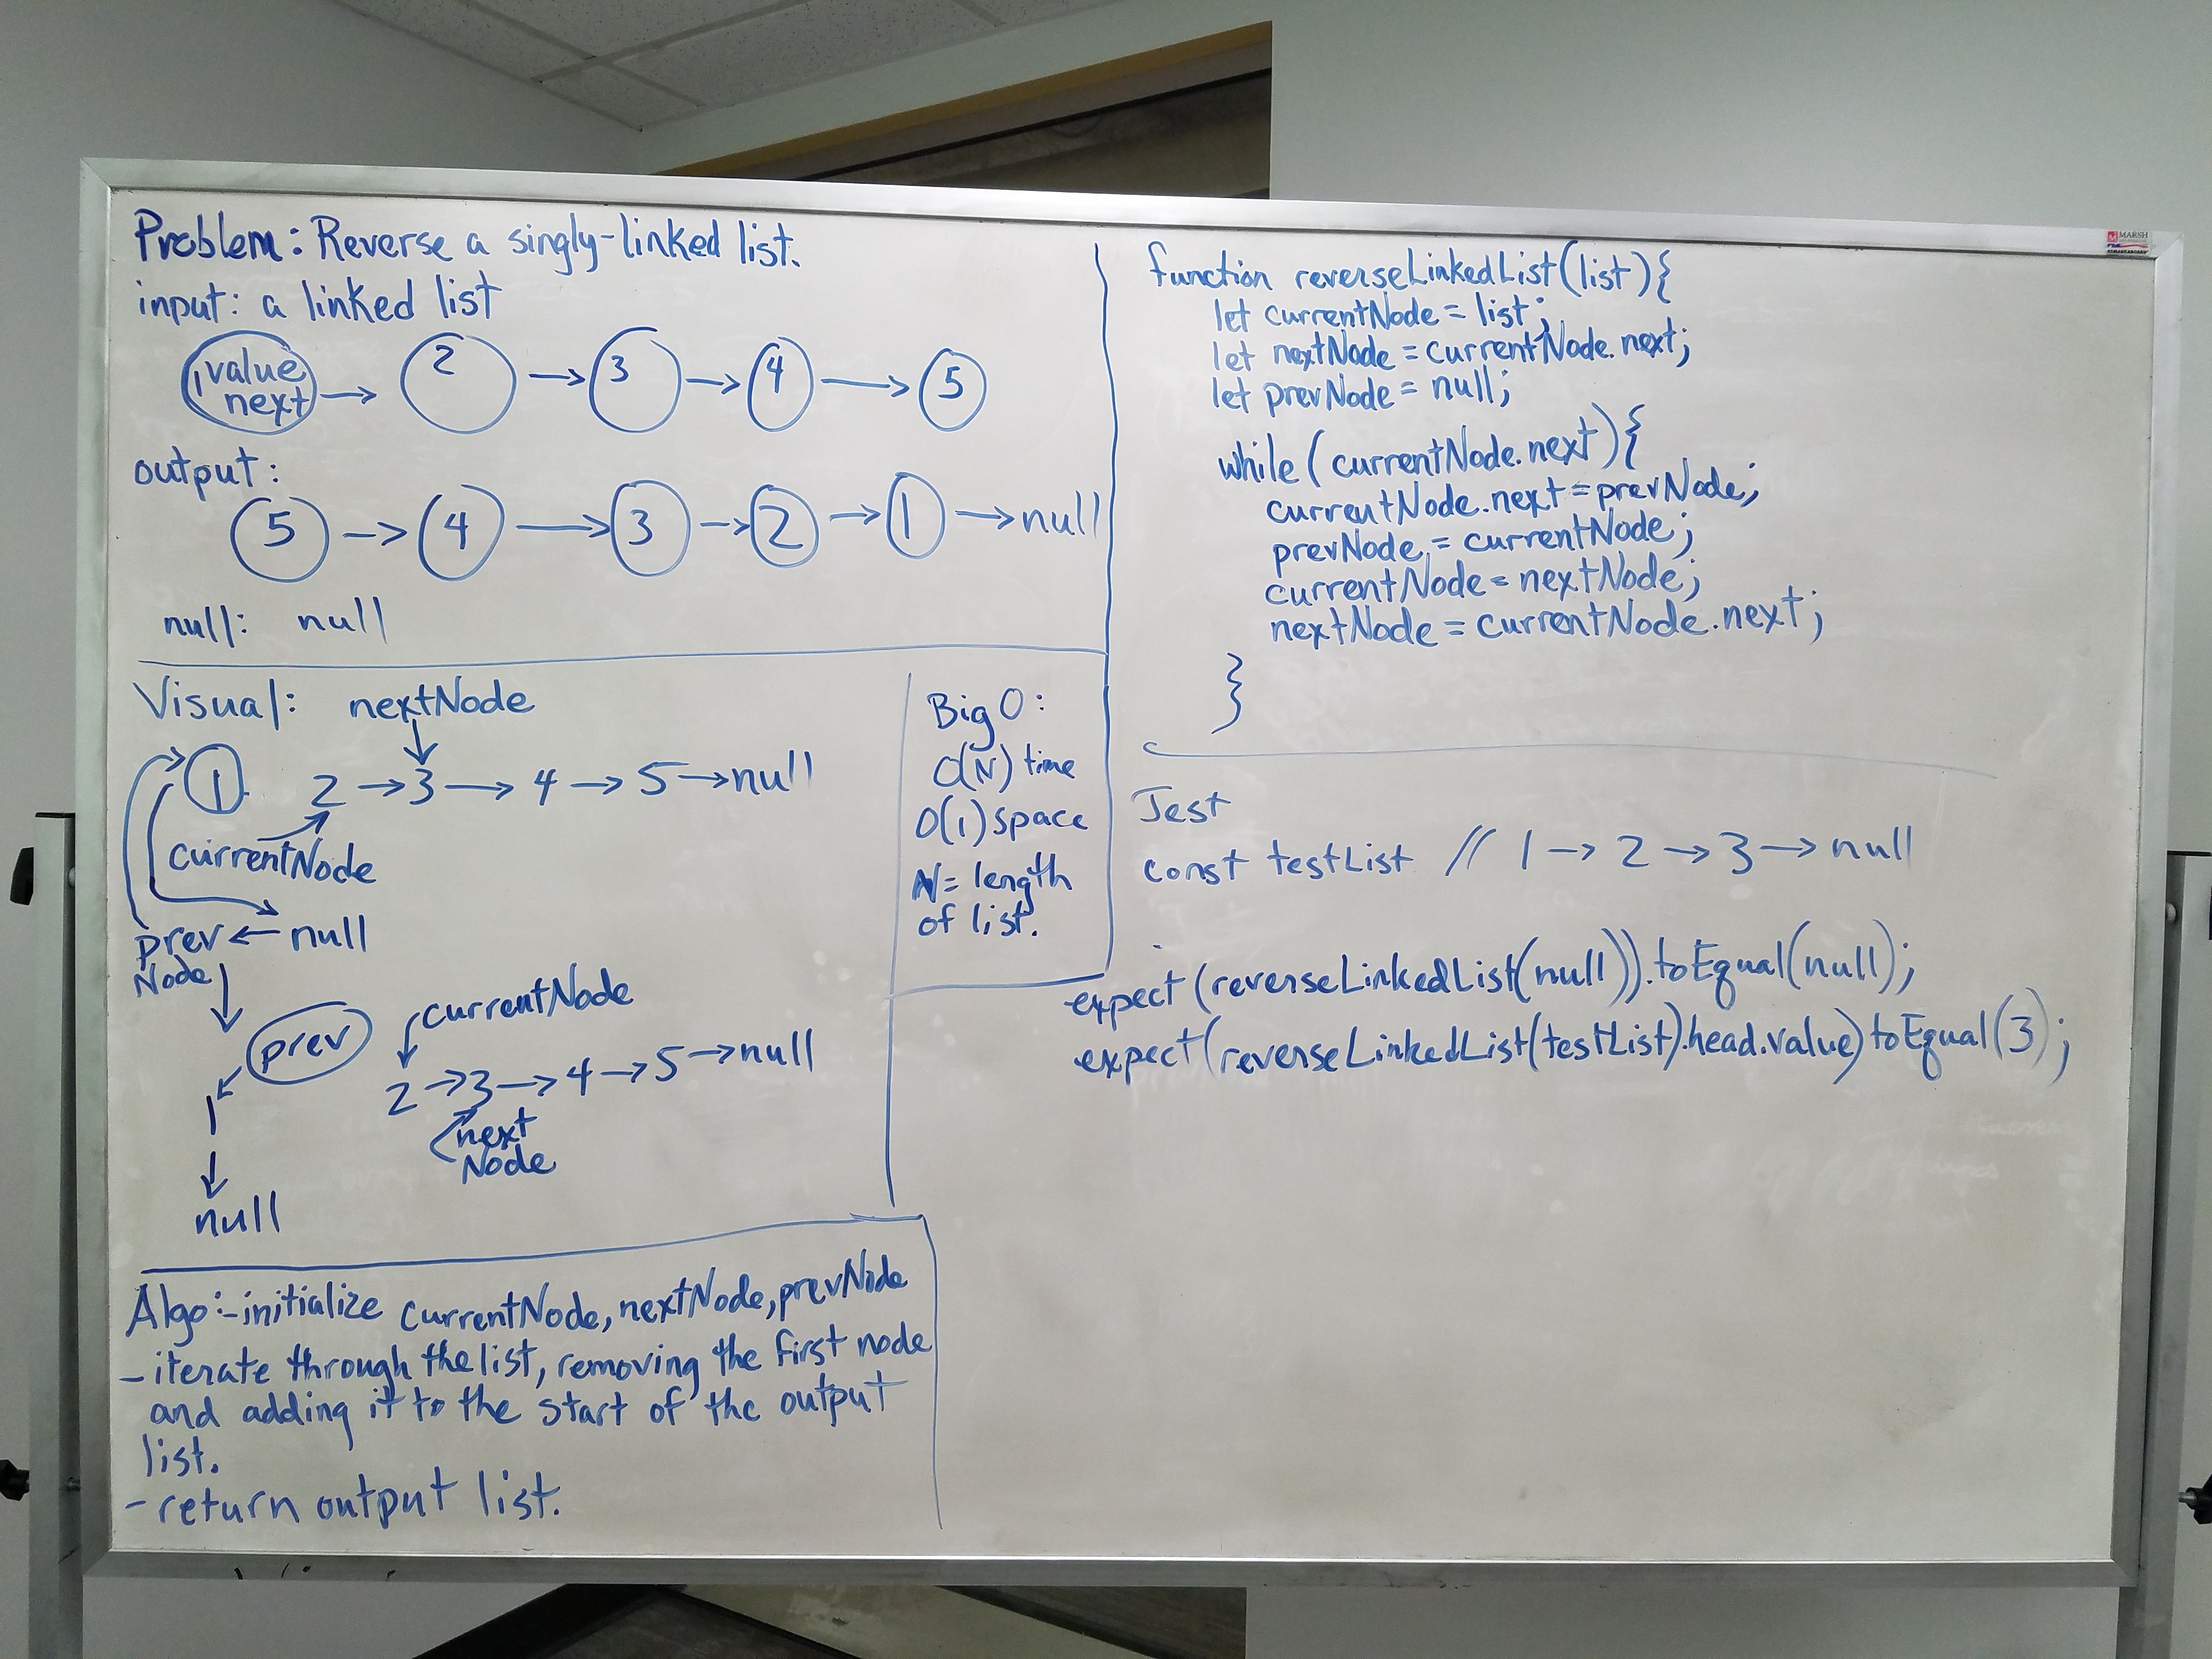 Problem: Reverse a singly-linked list.
input: a linked list
1 value
next → 2 → 3 → 4 → 5
output:
5 → 4 → 3 → 2 → 1 → null
null: null
Visual: nextNode
1 2 → 3 → 4 → 5 → null
currentNode
prev ← null
Node
prev currentNode
2 → 3 → 4 → 5 → null
1
next
Node
null
Big O:
O(N) time
O(1) space
N = length
of list.
Algo:-initialize currentNode, nextNode, prevNode
- iterate through the list, removing the first node
and adding it to the start of the output
list.
- return output list.
function reverseLinkedList(list){
let currentNode = list;
let nextNode = currentNode.next;
let prevNode = null;
while (currentNode.next){
currentNode.next = prevNode;
prevNode = currentNode;
currentNode = nextNode;
nextNode = currentNode.next;
}
Test
const testList // 1 → 2 → 3 → null
expect (reverseLinkedList(null)).toEqual(null);
expect(reverseLinkedList(testList).head.value) toEqual(3);
MARSH